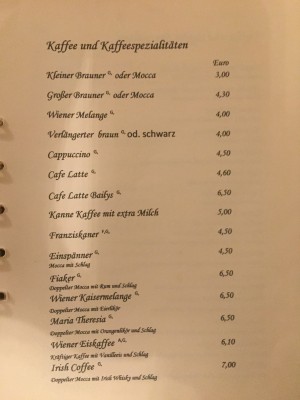 Kaffee und Kaffeespezialitäten
Euro
Kleiner Brauner G, oder Mocca 3,00
Großer Brauner G, oder Mocca 4,30
Wiener Melange G, 4,00
Verlängerter braun G, od. schwarz 4,00
Cappuccino G, 4,50
Cafe Latte G, 4,60
Cafe Latte Bailys G, 6,50
Kanne Kaffee mit extra Milch 5,00
Franziskaner A,G, 4,50
Einspänner G, 4,50
Mocca mit Schlag
Fiaker G, 6,50
Doppelter Mocca mit Rum und Schlag
Wiener Kaisermelange G, 6,50
Doppelter Mocca mit Eierlikör
Maria Theresia G, 6,50
Doppelter Mocca mit Orangenlikör und Schlag
Wiener Eiskaffee A,G, 6,10
Kräftiger Kaffee mit Vanilleeis und Schlag
Irish Coffee G, 7,00
Doppelter Mocca mit Irish Whisky und Schlag